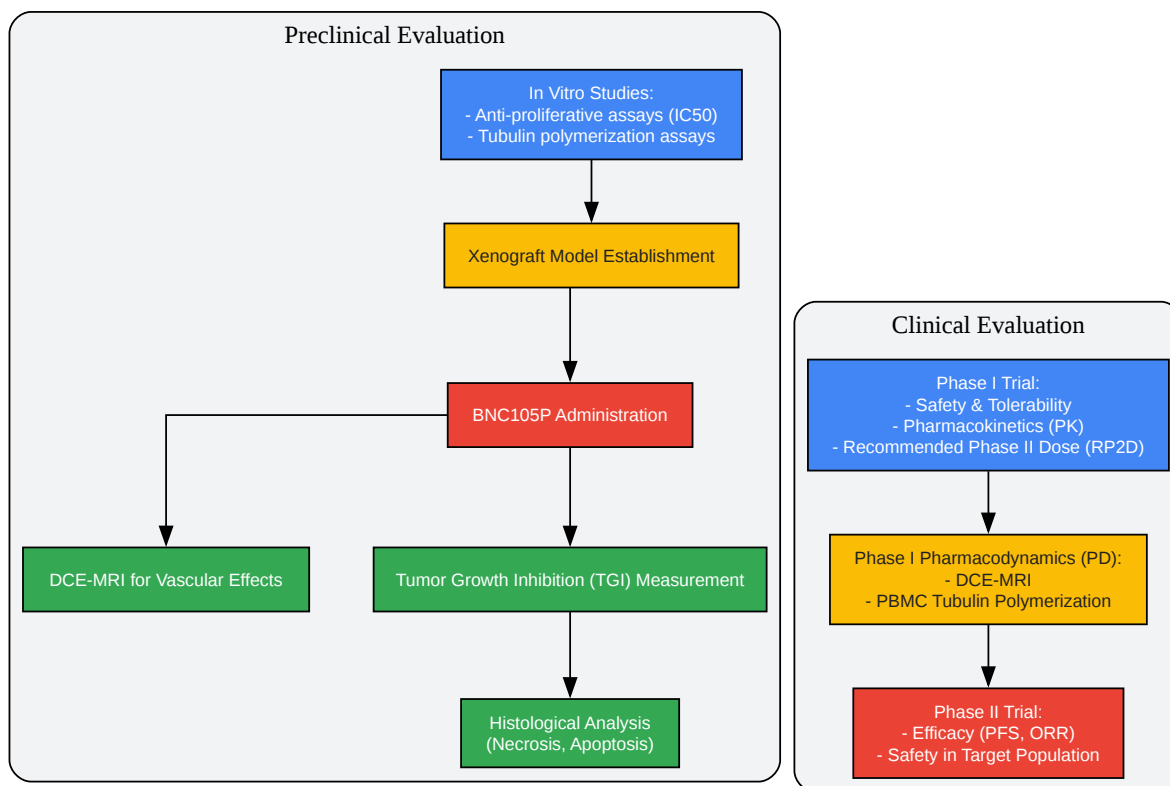 Preclinical Evaluation
In Vitro Studies:
- Anti-proliferative assays (IC50)
- Tubulin polymerization assays
Xenograft Model Establishment
BNC105P Administration
DCE-MRI for Vascular Effects
Tumor Growth Inhibition (TGI) Measurement
Histological Analysis
(Necrosis, Apoptosis)
Clinical Evaluation
Phase I Trial:
- Safety & Tolerability
- Pharmacokinetics (PK)
- Recommended Phase II Dose (RP2D)
Phase I Pharmacodynamics (PD):
- DCE-MRI
- PBMC Tubulin Polymerization
Phase II Trial:
- Efficacy (PFS, ORR)
- Safety in Target Population